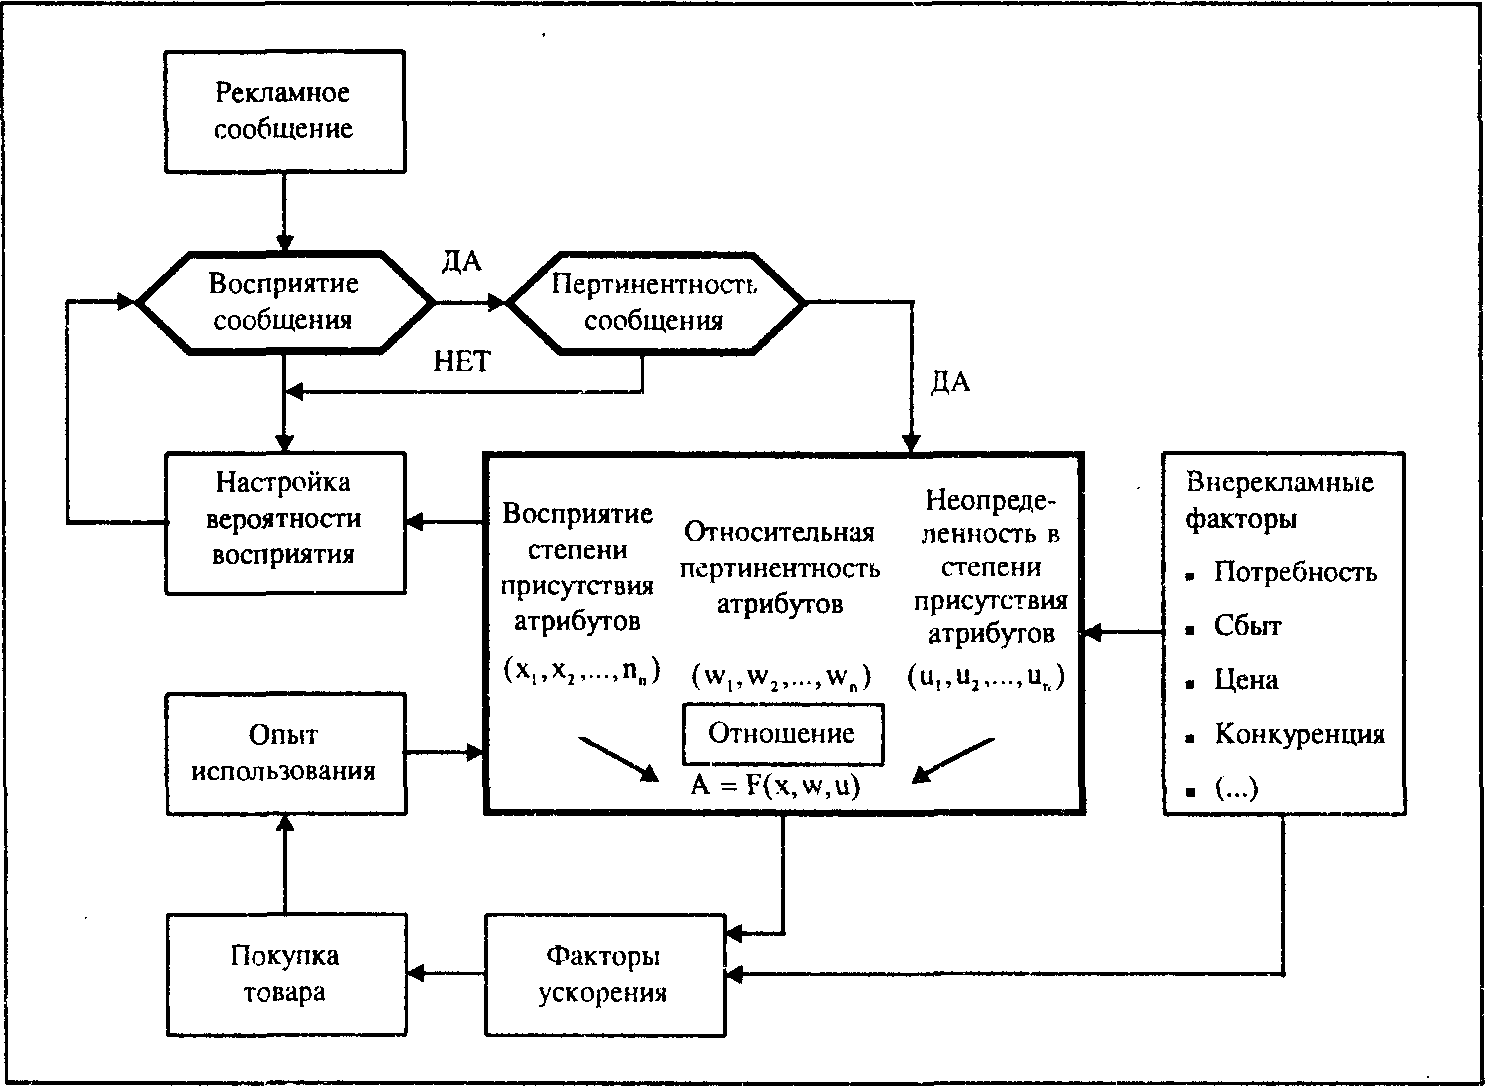 Рекламное
сообщение
Восприятие
сообщения
ДА
Пертинентность
сообщения
НЕТ
ДА
Настройка
вероятности
восприятия
Восприятие
степени
присутствия
атрибутов
(x₁,x₂,...,nₙ)
Относительная
пертинентность
атрибутов
(w₁,w₂,...,wₙ)
Неопреде-
ленность в
степени
присутствия
атрибутов
(u₁,u₂,...,uₙ)
Отношение
A = F(x,w,u)
Внерекламные
факторы
▪ Потребность
▪ Сбыт
▪ Цена
▪ Конкуренция
▪ (...)
Опыт
использования
Покупка
товара
Факторы
ускорения